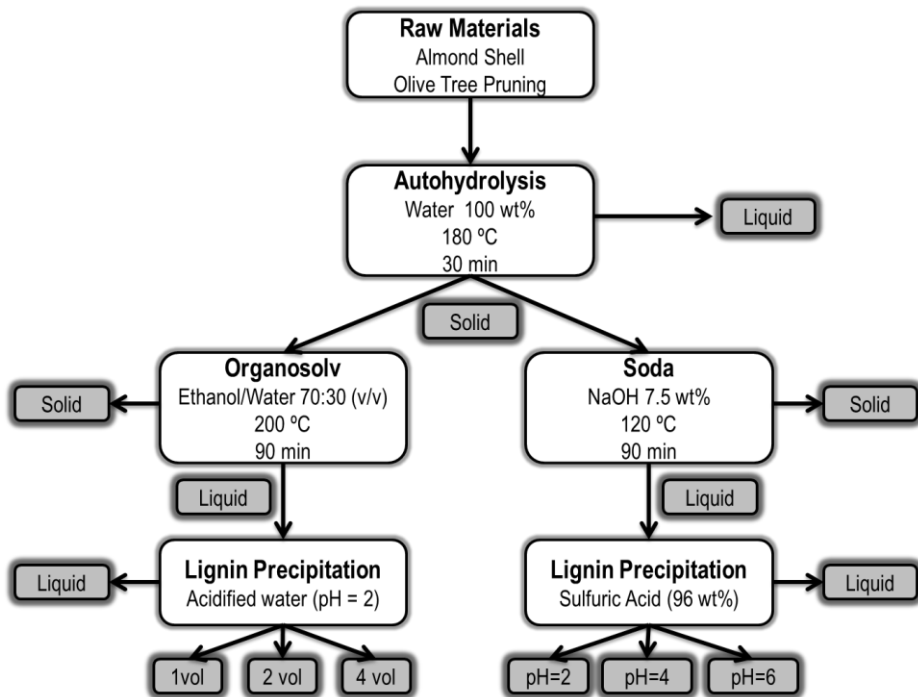 Raw Materials
Almond Shell
Olive Tree Pruning
Autohydrolysis
Water 100 wt%
180 ºC
30 min
Liquid
Solid
Organosolv
Ethanol/Water 70:30 (v/v)
200 ºC
90 min
Solid
Soda
NaOH 7.5 wt%
120 ºC
90 min
Solid
Liquid
Liquid
Lignin Precipitation
Acidified water (pH = 2)
Liquid
Lignin Precipitation
Sulfuric Acid (96 wt%)
Liquid
1vol
2 vol
4 vol
pH=2
pH=4
pH=6